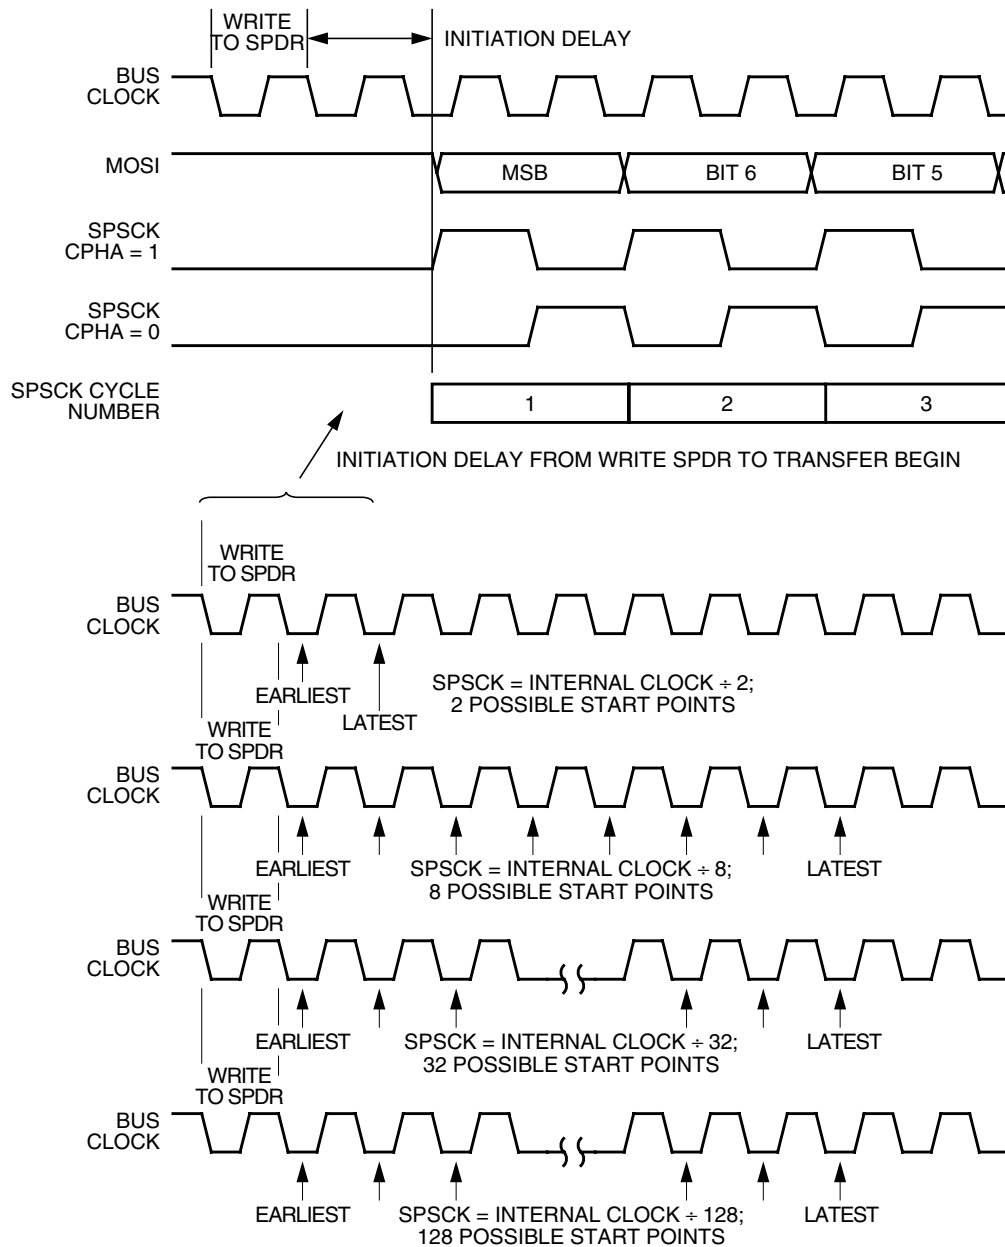 WRITE
TO SPDR
INITIATION DELAY
BUS
CLOCK
MOSI
MSB
BIT 6
BIT 5
SPSCK
CPHA = 1
SPSCK
CPHA = 0
SPSCK CYCLE
NUMBER
1
2
3
INITIATION DELAY FROM WRITE SPDR TO TRANSFER BEGIN
WRITE
TO SPDR
BUS
CLOCK
EARLIEST
LATEST
SPSCK = INTERNAL CLOCK ÷ 2;
2 POSSIBLE START POINTS
WRITE
TO SPDR
BUS
CLOCK
EARLIEST
SPSCK = INTERNAL CLOCK ÷ 8;
8 POSSIBLE START POINTS
LATEST
WRITE
TO SPDR
BUS
CLOCK
EARLIEST
SPSCK = INTERNAL CLOCK ÷ 32;
32 POSSIBLE START POINTS
LATEST
WRITE
TO SPDR
BUS
CLOCK
EARLIEST
SPSCK = INTERNAL CLOCK ÷ 128;
128 POSSIBLE START POINTS
LATEST